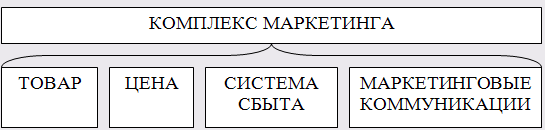 КОМПЛЕКС МАРКЕТИНГА
ТОВАР
ЦЕНА
СИСТЕМА
СБЫТА
МАРКЕТИНГОВЫЕ
КОММУНИКАЦИИ